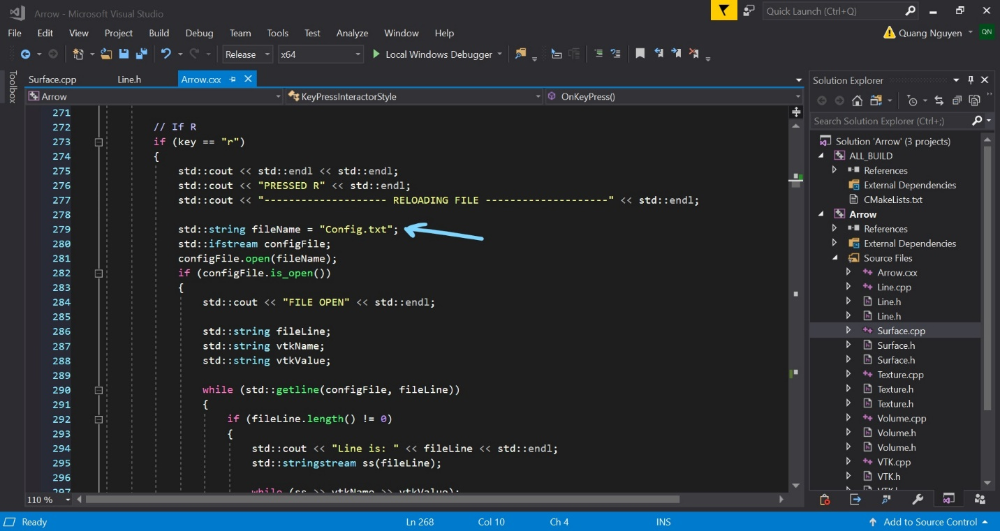 Arrow - Microsoft Visual Studio
Quick Launch (Ctrl+Q)
File Edit View Project Build Debug Team Tools Test Analyze Window Help
Quang Nguyen QN
Release x64 Local Windows Debugger
Toolbox
Surface.cpp Line.h Arrow.cxx
Arrow KeyPressInteractorStyle OnKeyPress()
271
272 // If R
273 if (key == "r")
274 {
275 std::cout << std::endl << std::endl;
276 std::cout << "PRESSED R" << std::endl;
277 std::cout << "-------------------- RELOADING FILE --------------------" << std::endl;
278
279 std::string fileName = "Config.txt";
280 std::ifstream configFile;
281 configFile.open(fileName);
282 if (configFile.is_open())
283 {
284 std::cout << "FILE OPEN" << std::endl;
285
286 std::string fileLine;
287 std::string vtkName;
288 std::string vtkValue;
289
290 while (std::getline(configFile, fileLine))
291 {
292 if (fileLine.length() != 0)
293 {
294 std::cout << "Line is: " << fileLine << std::endl;
295 std::stringstream ss(fileLine);
296
297 while (ss >> vtkName >> vtkValue);
110 %
Solution Explorer
Search Solution Explorer (Ctrl+;)
Solution 'Arrow' (3 projects)
ALL_BUILD
References
External Dependencies
CMakeLists.txt
Arrow
References
External Dependencies
Source Files
Arrow.cxx
Line.cpp
Line.h
Line.h
Surface.cpp
Surface.h
Surface.h
Texture.cpp
Texture.h
Texture.h
Volume.cpp
Volume.h
Volume.h
VTK.cpp
VTK.h
VTK.h
Ready Ln 268 Col 10 Ch 4 INS Add to Source Control